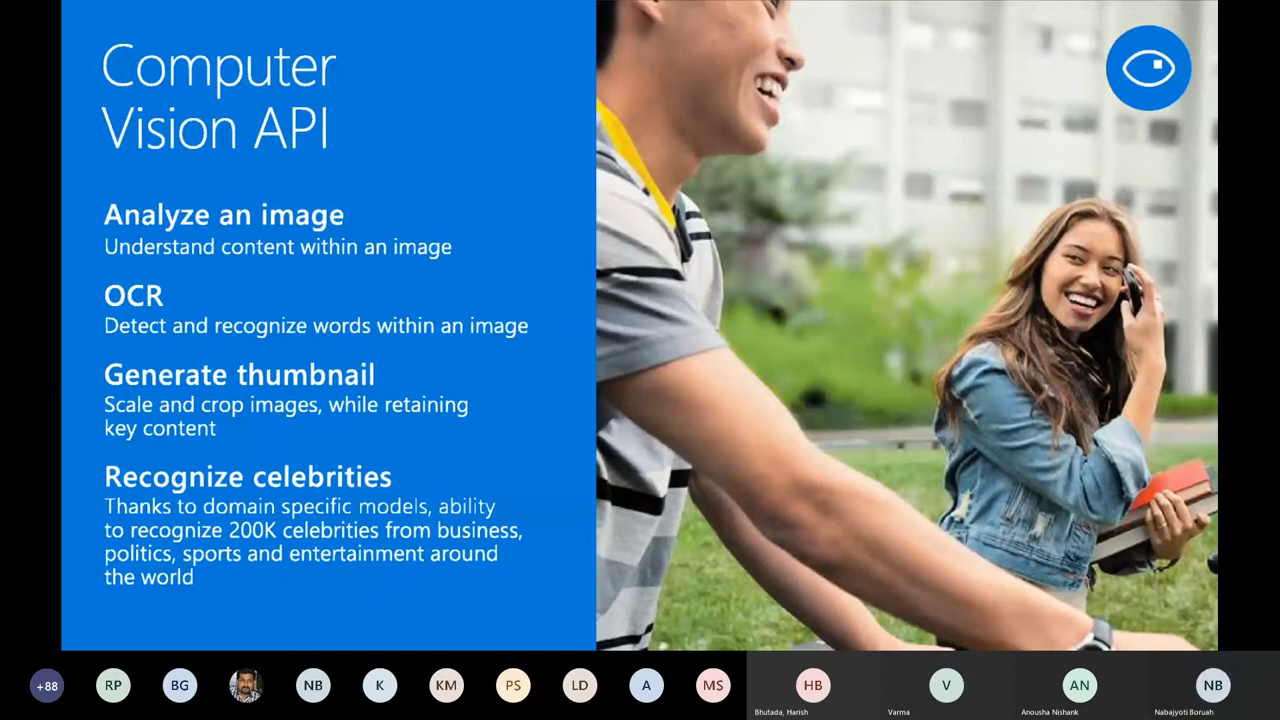 Computer
Vision API
Analyze an image
Understand content within an image
OCR
Detect and recognize words within an image
Generate thumbnail
Scale and crop images, while retaining
key content
Recognize celebrities
Thanks to domain specific models, ability
to recognize 200K celebrities from business,
politics, sports and entertainment around
the world
+88
RP
BG
NB
K
KM
PS
LD
A
MS
HB
V
AN
NB
Bhutada, Harish
Varma
Anousha Nishank
Nabajyoti Boruah